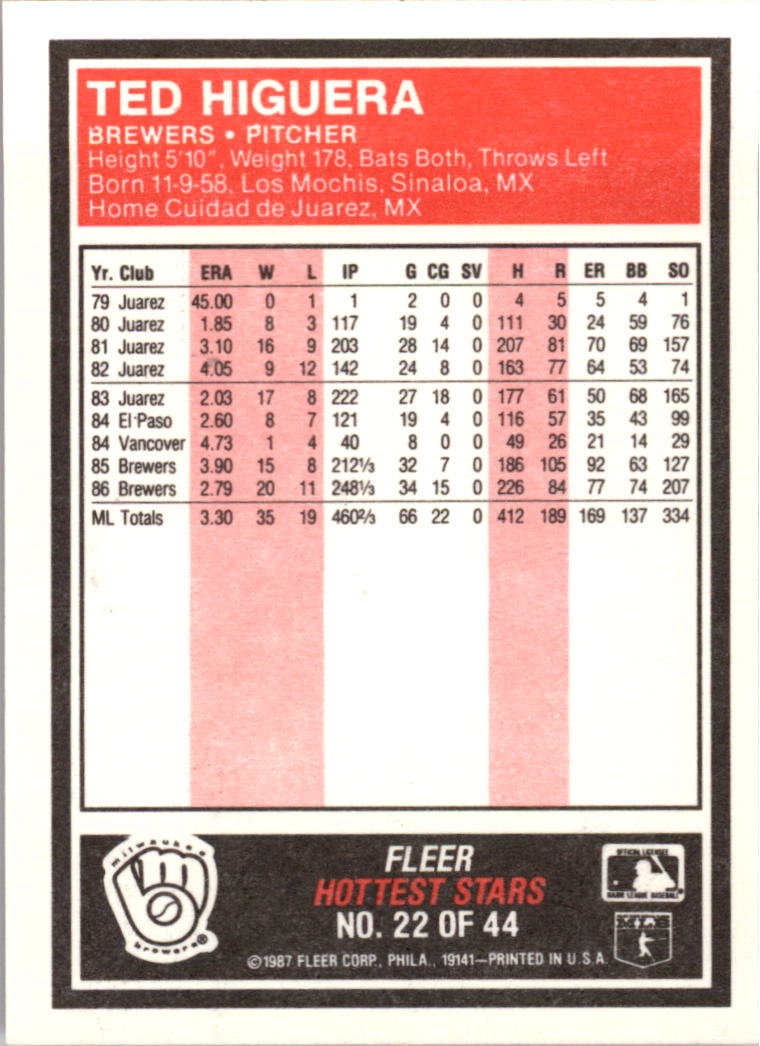 TED HIGUERA
BREWERS • PITCHER
Height 5'10", Weight 178, Bats Both, Throws Left
Born 11-9-58, Los Mochis, Sinaloa, MX
Home Cuidad de Juarez, MX
Yr. Club ERA W L IP G CG SV H R ER BB SO
79 Juarez 45.00 0 1 1 2 0 0 4 5 5 4 1
80 Juarez 1.85 8 3 117 19 4 0 111 30 24 59 76
81 Juarez 3.10 16 9 203 28 14 0 207 81 70 69 157
82 Juarez 4.05 9 12 142 24 8 0 163 77 64 53 74
83 Juarez 2.03 17 8 222 27 18 0 177 61 50 68 165
84 El Paso 2.60 8 7 121 19 4 0 116 57 35 43 99
84 Vancover 4.73 1 4 40 8 0 0 49 26 21 14 29
85 Brewers 3.90 15 8 212⅓ 32 7 0 186 105 92 63 127
86 Brewers 2.79 20 11 248⅓ 34 15 0 226 84 77 74 207
ML Totals 3.30 35 19 460⅔ 66 22 0 412 189 169 137 334
milwaukee
brewers®
FLEER
HOTTEST STARS
NO. 22 OF 44
©1987 FLEER CORP., PHILA., 19141—PRINTED IN U.S.A.
OFFICIAL LICENSEE
MAJOR LEAGUE BASEBALL